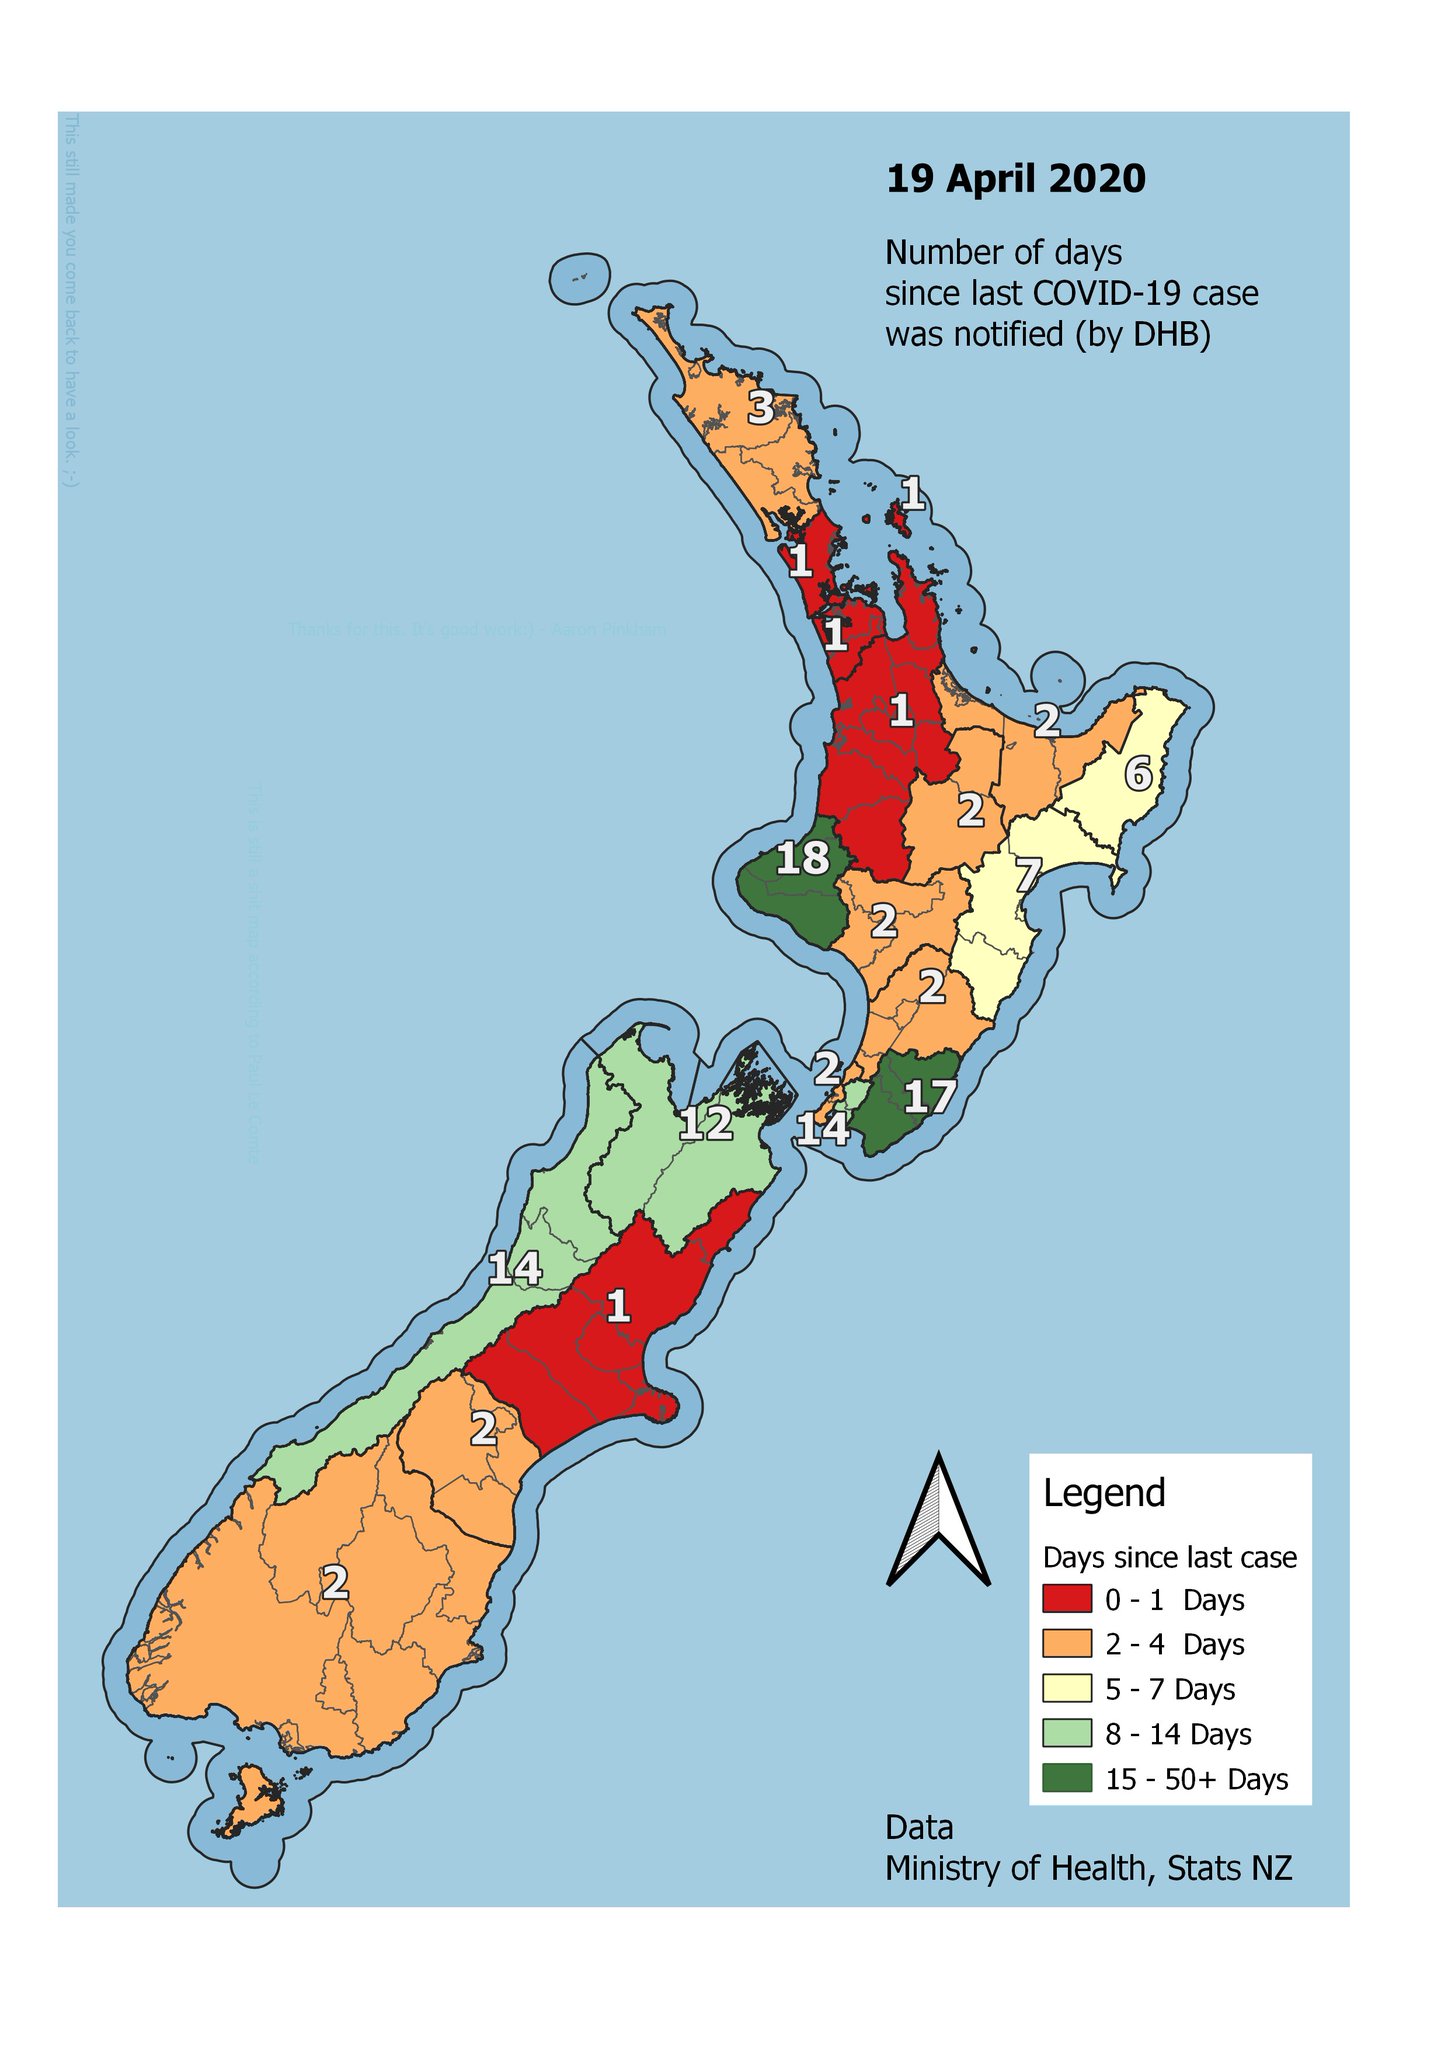 19 April 2020
Number of days
since last COVID-19 case
was notified (by DHB)
This still made you come back to have a look. ;-)
3
1
1
Thanks for this. It's good work:) - Aaron Pinkham
1
1
2
6
2
18
7
2
2
2
17
14
12
14
1
2
2
This is still a shit map according to Paul Le Comte
Legend
Days since last case
0 - 1 Days
2 - 4 Days
5 - 7 Days
8 - 14 Days
15 - 50+ Days
Data
Ministry of Health, Stats NZ